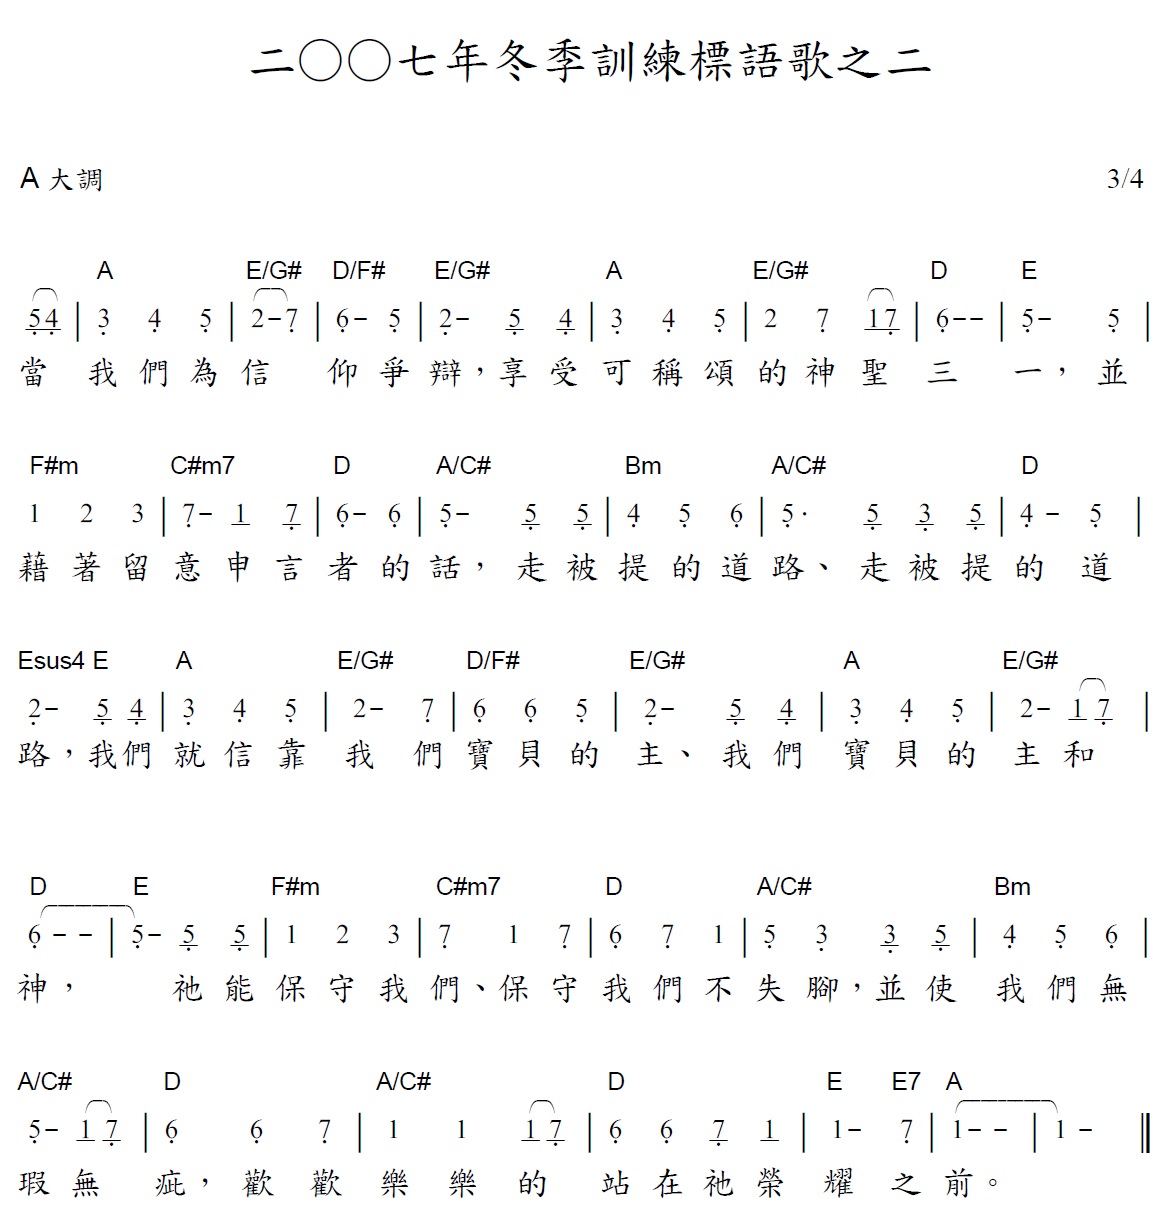 二〇〇七年冬季訓練標語歌之二
A 大調 3/4
A E/G# D/F# E/G# A E/G# D E
5̣4̣ | 3̣ 4̣ 5̣ | 2-7̣ | 6̣- 5̣ | 2̣- 5̣ 4̣ | 3̣ 4̣ 5̣ | 2 7̣ 17̣ | 6̣-- | 5̣- 5̣ |
當 我們為信 仰爭辯，享受可稱頌的神聖三 一，並
F#m C#m7 D A/C# Bm A/C# D
1 2 3 | 7̣- 1 7̣ | 6̣- 6̣ | 5̣- 5̣ 5̣ | 4̣ 5̣ 6̣ | 5̣· 5̣ 3̣ 5̣ | 4̣ - 5̣ |
藉著留意申言者的話，走被提的道路、走被提的道
Esus4 E A E/G# D/F# E/G# A E/G#
2̣- 5̣ 4̣ | 3̣ 4̣ 5̣ | 2- 7̣ | 6̣ 6̣ 5̣ | 2̣- 5̣ 4̣ | 3̣ 4̣ 5̣ | 2- 1 7̣ |
路，我們就信靠我們寶貝的主、我們寶貝的主和
D E F#m C#m7 D A/C# Bm
6̣ - - | 5̣- 5̣ 5̣ | 1 2 3 | 7̣ 1 7̣ | 6̣ 7̣ 1 | 5̣ 3̣ 3̣ 5̣ | 4̣ 5̣ 6̣ |
神， 祂能保守我們、保守我們不失腳，並使我們無
A/C# D A/C# D E E7 A
5̣- 1 7̣ | 6̣ 6̣ 7̣ | 1 1 1 7̣ | 6̣ 6̣ 7̣ 1 | 1- 7̣ | 1-- | 1 - ‖
瑕無 疵，歡歡樂樂的 站在祂榮耀之前。